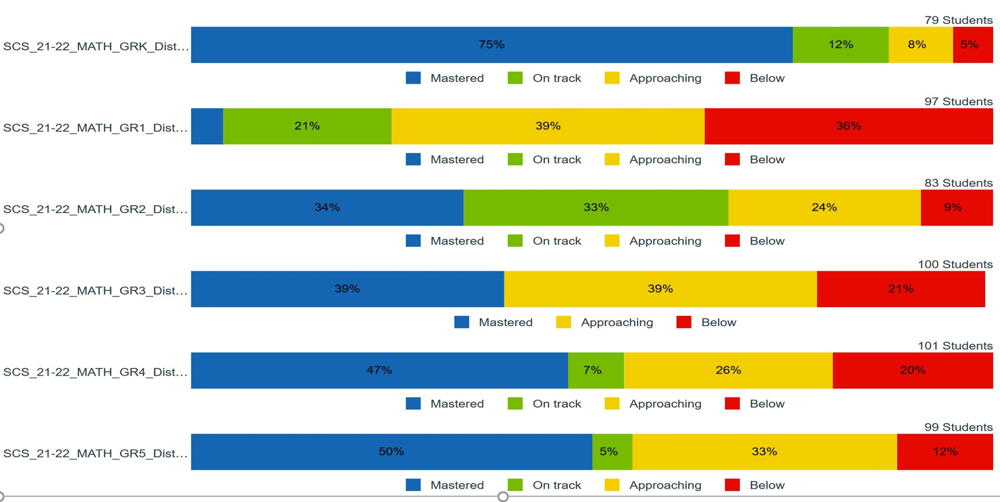 79 Students
SCS_21-22_MATH_GRK_Dist... 75% 12% 8% 5%
Mastered On track Approaching Below
97 Students
SCS_21-22_MATH_GR1_Dist... 21% 39% 36%
Mastered On track Approaching Below
83 Students
SCS_21-22_MATH_GR2_Dist... 34% 33% 24% 9%
Mastered On track Approaching Below
100 Students
SCS_21-22_MATH_GR3_Dist... 39% 39% 21%
Mastered Approaching Below
101 Students
SCS_21-22_MATH_GR4_Dist... 47% 7% 26% 20%
Mastered On track Approaching Below
99 Students
SCS_21-22_MATH_GR5_Dist... 50% 5% 33% 12%
Mastered On track Approaching Below